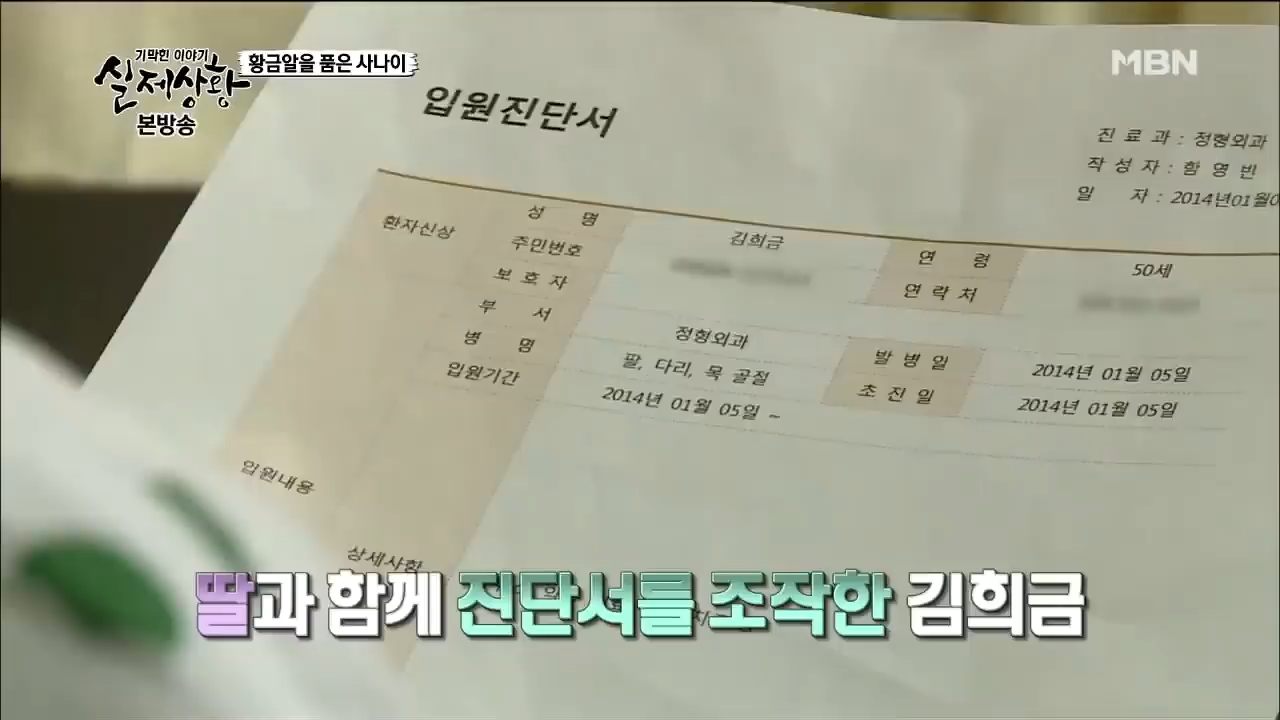 기막힌 이야기
실제상황
본방송
황금알을 품은 사나이
MBN
입원진단서
진 료 과 : 정형외과
작 성 자 : 함 영 빈
일 자 : 2014년01월0
환자신상
성 명
김희금
연 령
50세
주민번호
연 락 처
보 호 자
부 서
정형외과
발 병 일
2014년 01월 05일
병 명
팔, 다리, 목 골절
초 진 일
2014년 01월 05일
입원기간
2014년 01월 05일 ~
입원내용
상세사항
딸과 함께 진단서를 조작한 김희금